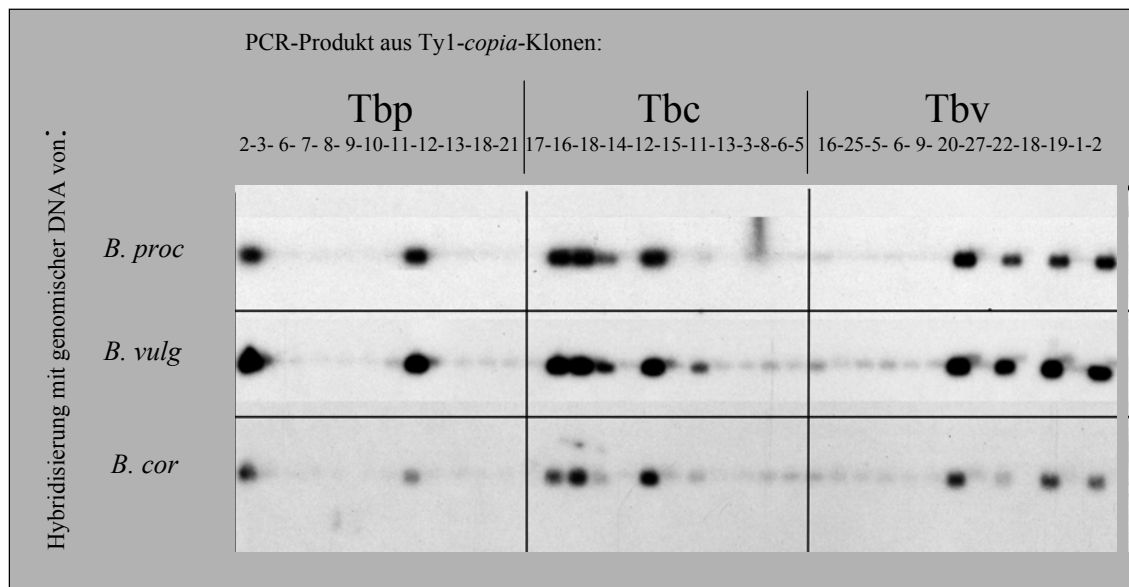 PCR-Produkt aus Ty1-copia-Klonen:
Tbp Tbc Tbv
2-3- 6- 7- 8- 9-10-11-12-13-18-21 17-16-18-14-12-15-11-13-3-8-6-5 16-25-5- 6- 9- 20-27-22-18-19-1-2
Hybridisierung mit genomischer DNA von:
B. proc
B. vulg
B. cor